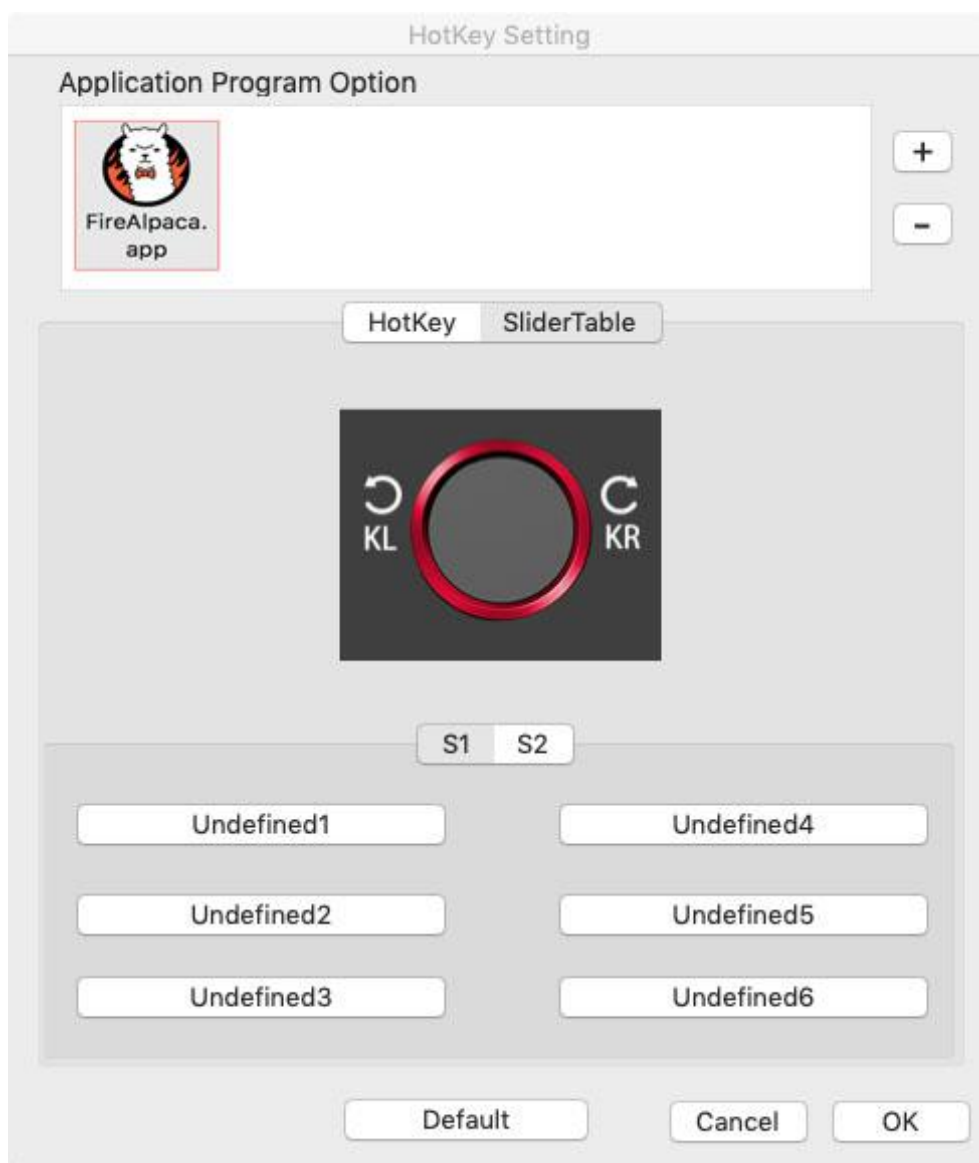 HotKey Setting
Application Program Option
+
FireAlpaca.
app
-
HotKey SliderTable
KL KR
S1 S2
Undefined1 Undefined4
Undefined2 Undefined5
Undefined3 Undefined6
Default Cancel OK